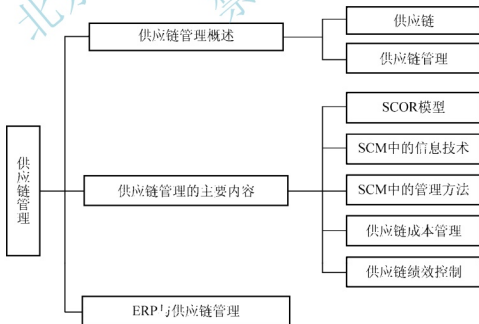 供应链
供应链管理概述
供应链管理
SCOR模型
SCM中的信息技术
供应链管理
供应链管理的主要内容
SCM中的管理方法
供应链成本管理
供应链绩效控制
ERP与供应链管理